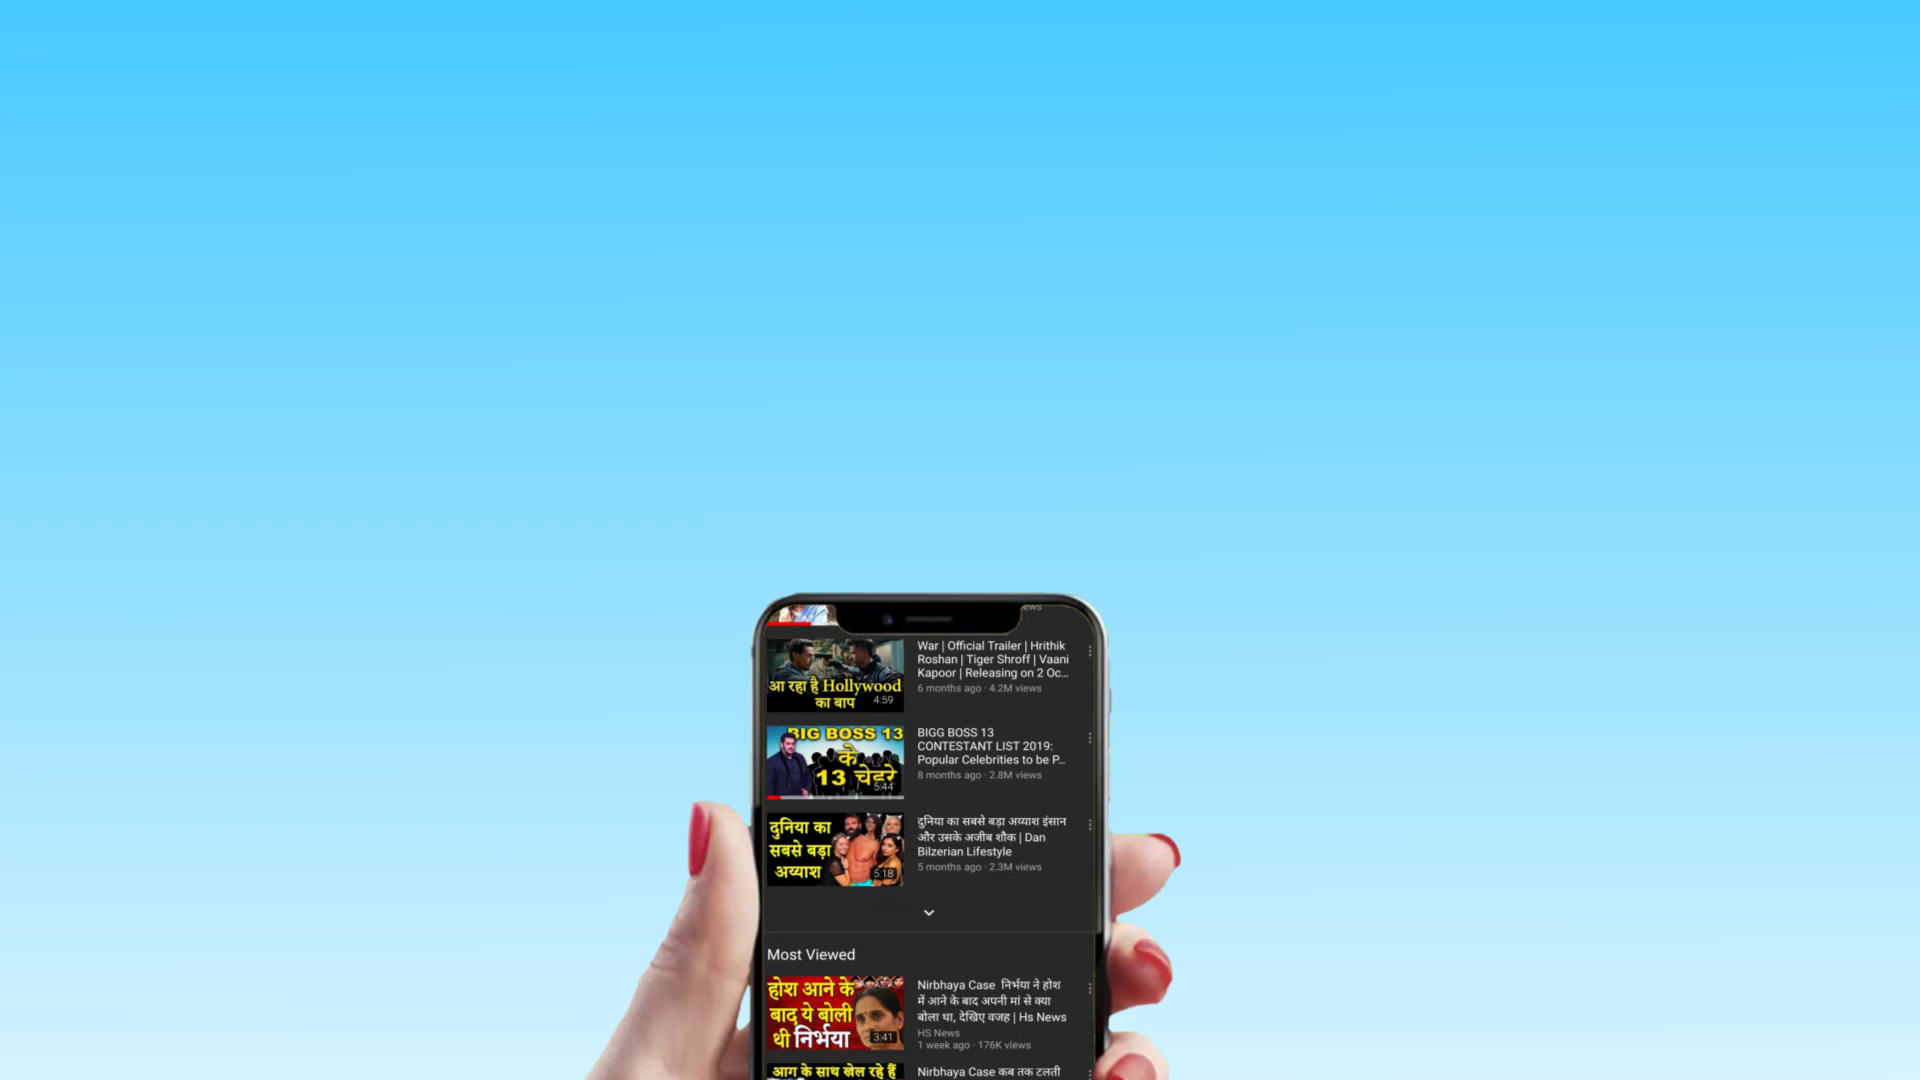 ews
War | Official Trailer | Hrithik
Roshan | Tiger Shroff | Vaani
Kapoor | Releasing on 2 Oc...
6 months ago · 4.2M views
आ रहा है Hollywood
का बाप
4:59
BIGG BOSS 13
CONTESTANT LIST 2019:
Popular Celebrities to be P...
8 months ago · 2.8M views
BIG BOSS 13
के
13 चेहरे
5:44
दुनिया का सबसे बड़ा अय्याश इंसान
और उसके अजीब शौक | Dan
Bilzerian Lifestyle
5 months ago · 2.3M views
दुनिया का
सबसे बड़ा
अय्याश
5:18
Most Viewed
Nirbhaya Case निर्भया ने होश
में आने के बाद अपनी मां से क्या
बोला था, देखिए वजह | Hs News
HS News
1 week ago · 176K views
होश आने के
बाद ये बोली
थी निर्भया
3:41
आग के साथ खेल रहे हैं
Nirbhaya Case कब तक टलती